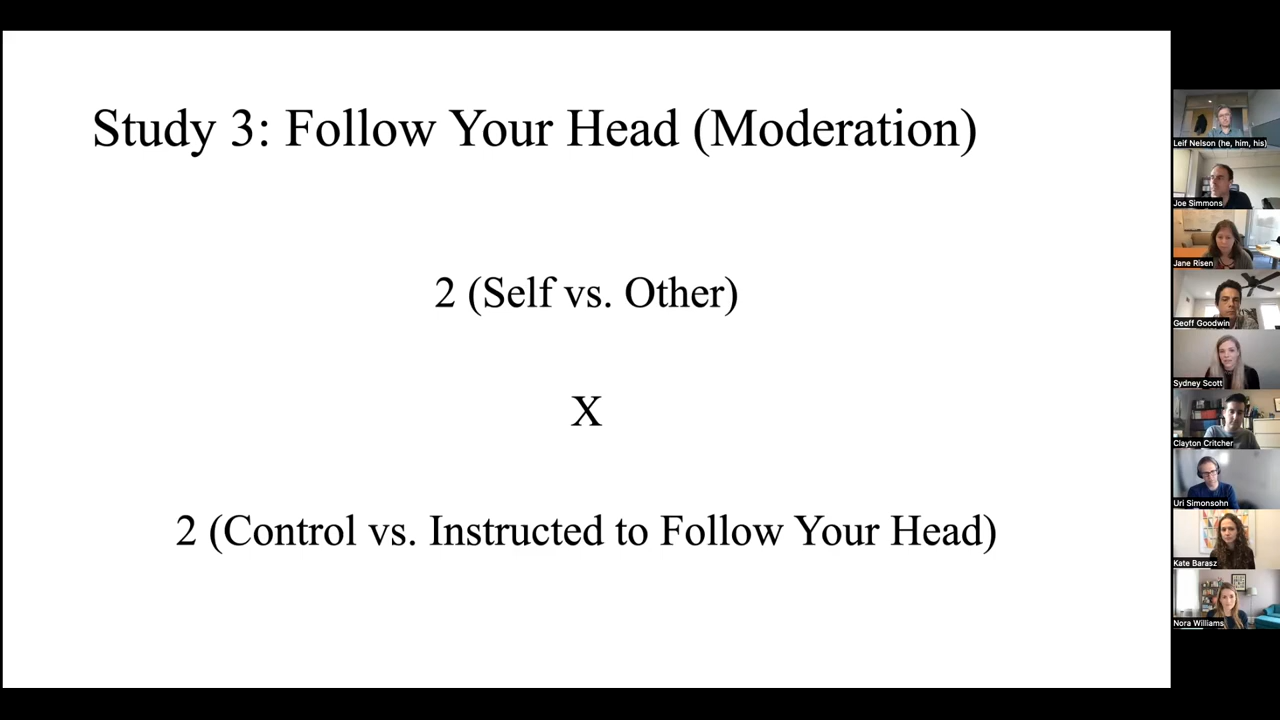 Study 3: Follow Your Head (Moderation)
2 (Self vs. Other)
X
2 (Control vs. Instructed to Follow Your Head)
Leif Nelson (he, him, his)
Joe Simmons
Jane Risen
Geoff Goodwin
Sydney Scott
Clayton Critcher
Uri Simonsohn
Kate Barasz
Nora Williams